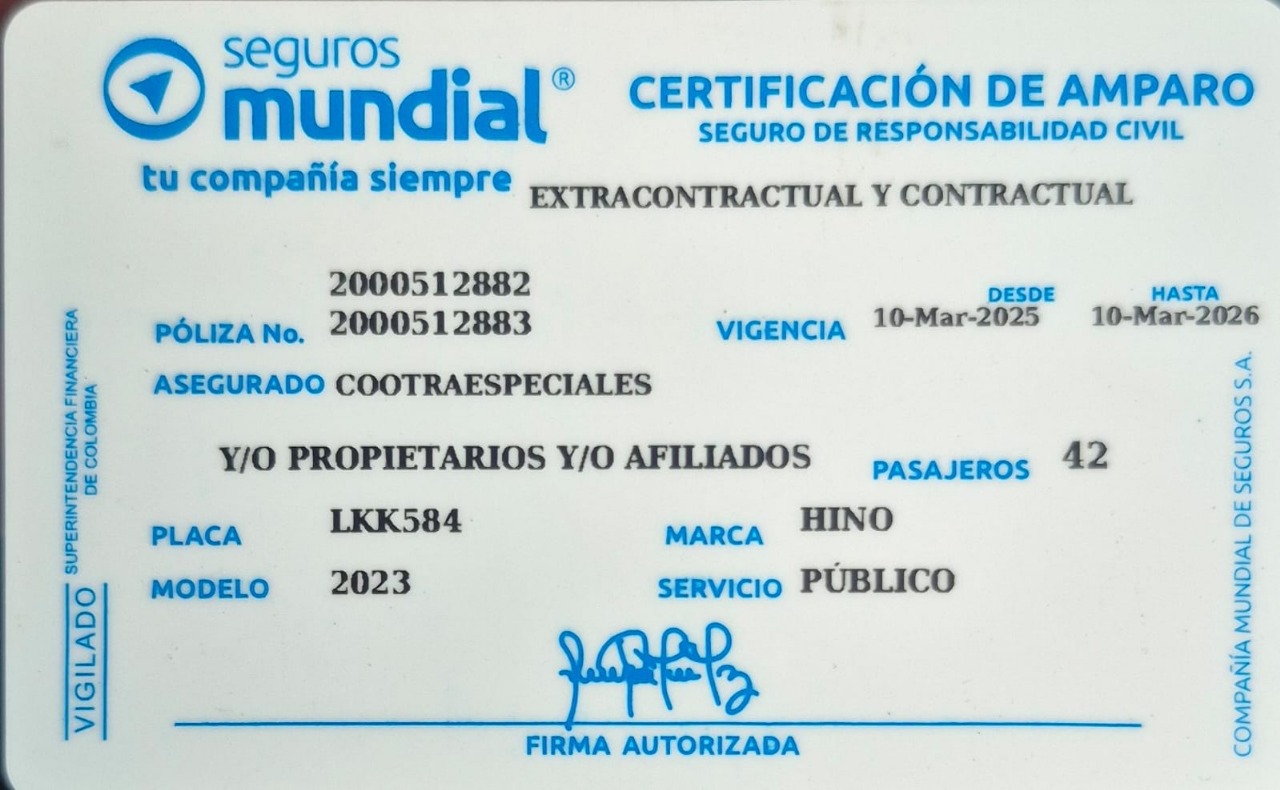 seguros
mundial®
tu compañía siempre
CERTIFICACIÓN DE AMPARO
SEGURO DE RESPONSABILIDAD CIVIL
EXTRACONTRACTUAL Y CONTRACTUAL
2000512882
PÓLIZA No. 2000512883
VIGENCIA
DESDE HASTA
10-Mar-2025 10-Mar-2026
ASEGURADO COOTRAESPECIALES
Y/O PROPIETARIOS Y/O AFILIADOS
PASAJEROS 42
PLACA LKK584 MARCA HINO
MODELO 2023 SERVICIO PÚBLICO
FIRMA AUTORIZADA
VIGILADO
SUPERINTENDENCIA FINANCIERA
DE COLOMBIA
COMPAÑÍA MUNDIAL DE SEGUROS S.A.